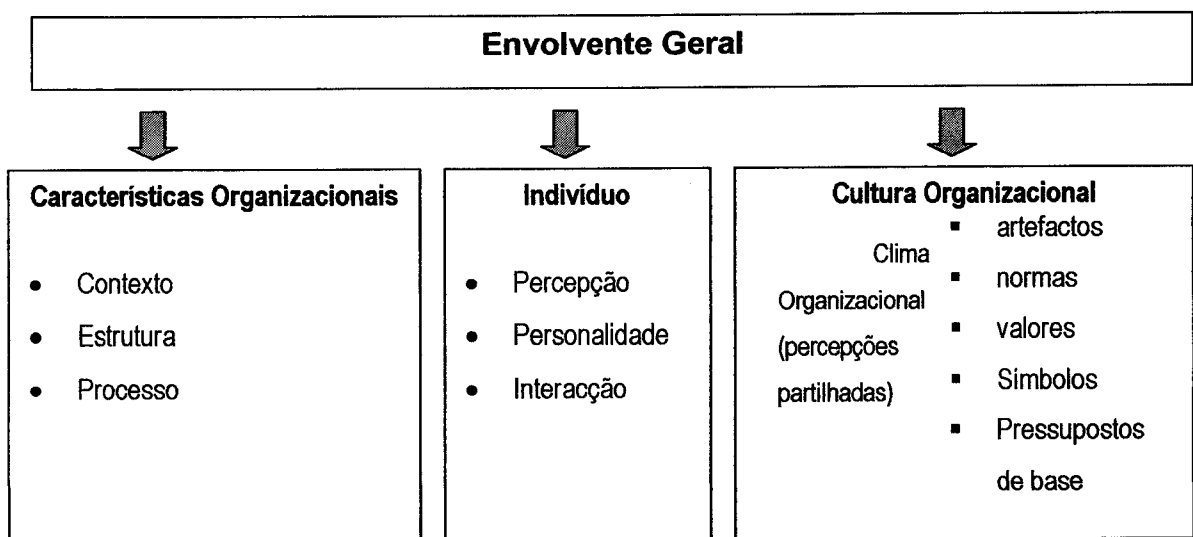 Envolvente Geral
Características Organizacionais
• Contexto
• Estrutura
• Processo
Indivíduo
• Percepção
• Personalidade
• Interacção
Cultura Organizacional
Clima
Organizacional
(percepções
partilhadas)
▪ artefactos
▪ normas
▪ valores
▪ Símbolos
▪ Pressupostos
de base